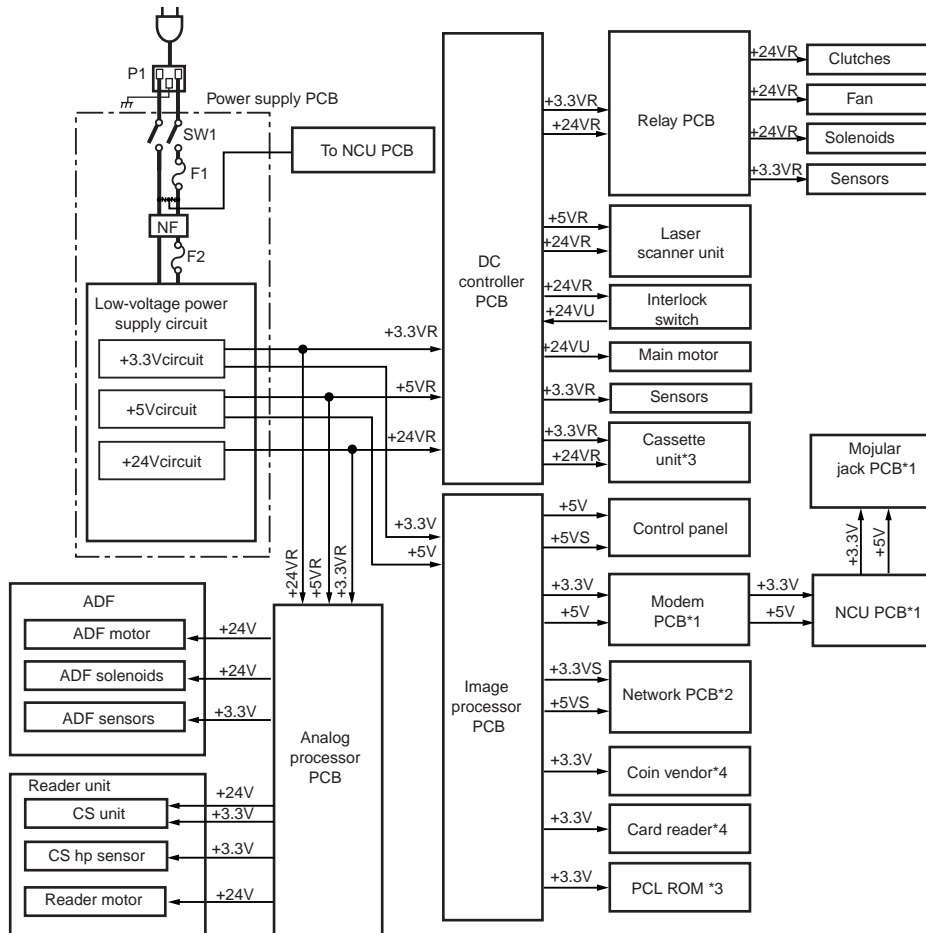 P1
Power supply PCB
SW1
F1
NF
F2
To NCU PCB
Low-voltage power
supply circuit
+3.3Vcircuit
+5Vcircuit
+24Vcircuit
+3.3VR
+5VR
+24VR
+3.3V
+5V
+24VR
+5VR
+3.3VR
DC
controller
PCB
+3.3VR
+24VR
Relay PCB
+24VR
Clutches
+24VR
Fan
+24VR
Solenoids
+3.3VR
Sensors
+5VR
+24VR
Laser
scanner unit
+24VR
+24VU
Interlock
switch
+24VU
Main motor
+3.3VR
Sensors
+3.3VR
+24VR
Cassette
unit*3
Image
processor
PCB
+5V
+5VS
Control panel
+3.3V
+5V
Modem
PCB*1
+3.3V
+5V
NCU PCB*1
+3.3V
+5V
Mojular
jack PCB*1
+3.3VS
+5VS
Network PCB*2
+3.3V
Coin vendor*4
+3.3V
Card reader*4
+3.3V
PCL ROM *3
Analog
processor
PCB
ADF
ADF motor
+24V
ADF solenoids
+24V
ADF sensors
+3.3V
Reader unit
CS unit
+24V
+3.3V
CS hp sensor
+3.3V
Reader motor
+24V